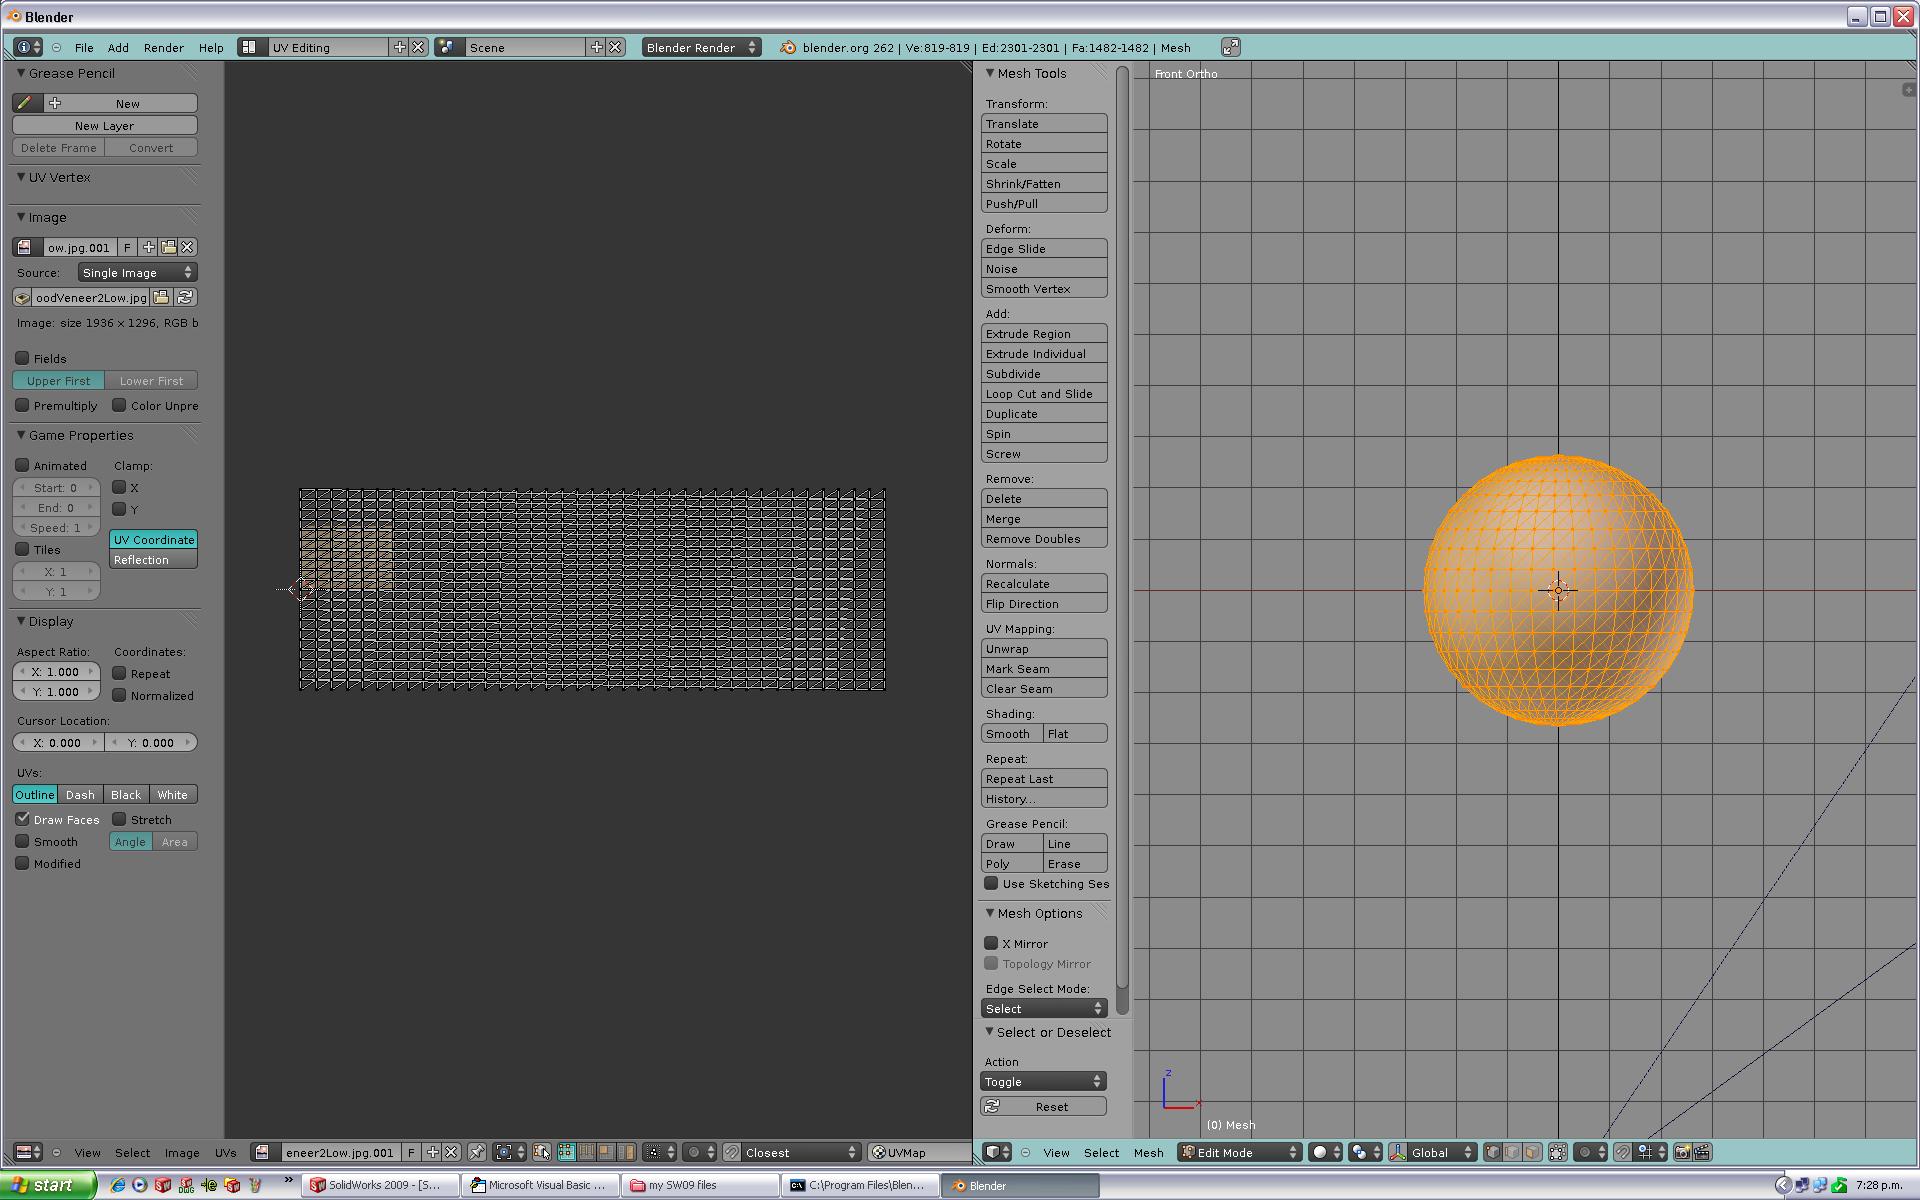 Blender
File Add Render Help UV Editing Scene Blender Render blender.org 262 | Ve:819-819 | Ed:2301-2301 | Fa:1482-1482 | Mesh
Grease Pencil
New
New Layer
Delete Frame Convert
UV Vertex
Image
ow.jpg.001 F
Source: Single Image
oodVeneer2Low.jpg
Image: size 1936 x 1296, RGB b
Fields
Upper First Lower First
Premultiply Color Unpre
Game Properties
Animated Clamp:
Start: 0 X
End: 0 Y
Speed: 1
UV Coordinate
Tiles
Reflection
X: 1
Y: 1
Display
Aspect Ratio: Coordinates:
X: 1.000 Repeat
Y: 1.000 Normalized
Cursor Location:
X: 0.000 Y: 0.000
UVs:
Outline Dash Black White
Draw Faces Stretch
Smooth Angle Area
Modified
View Select Image UVs eneer2Low.jpg.001 F Closest UVMap
Mesh Tools
Transform:
Translate
Rotate
Scale
Shrink/Fatten
Push/Pull
Deform:
Edge Slide
Noise
Smooth Vertex
Add:
Extrude Region
Extrude Individual
Subdivide
Loop Cut and Slide
Duplicate
Spin
Screw
Remove:
Delete
Merge
Remove Doubles
Normals:
Recalculate
Flip Direction
UV Mapping:
Unwrap
Mark Seam
Clear Seam
Shading:
Smooth Flat
Repeat:
Repeat Last
History...
Grease Pencil:
Draw Line
Poly Erase
Use Sketching Ses
Mesh Options
X Mirror
Topology Mirror
Edge Select Mode:
Select
Select or Deselect
Action
Toggle
Reset
Front Ortho
z
x
(0) Mesh
View Select Mesh Edit Mode Global
start SolidWorks 2009 - [S... Microsoft Visual Basic ... my SW09 files C:\Program Files\Blen... Blender 7:28 p.m.